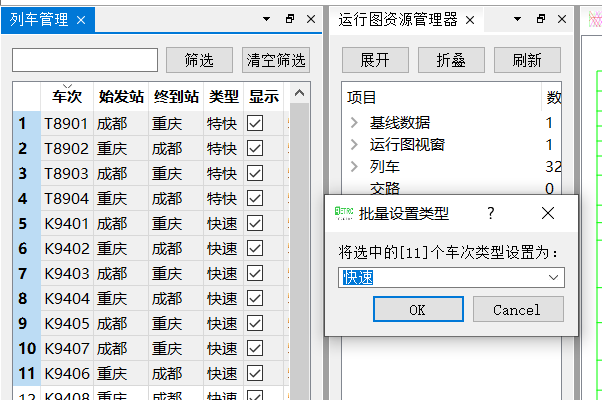 列车管理
运行图资源管理器
筛选
清空筛选
展开
折叠
刷新
车次 始发站 终到站 类型 显示
1 T8901 成都 重庆 特快
2 T8902 重庆 成都 特快
3 T8903 成都 重庆 特快
4 T8904 重庆 成都 特快
5 K9401 成都 重庆 快速
6 K9402 重庆 成都 快速
7 K9403 成都 重庆 快速
8 K9404 重庆 成都 快速
9 K9405 成都 重庆 快速
10 K9407 成都 重庆 快速
11 K9406 重庆 成都 快速
12 K9408 重庆 成都 快速
项目 数
基线数据 1
运行图视窗 1
列车 32
交路 0
批量设置类型 ?
将选中的[11]个车次类型设置为：
快速
OK
Cancel